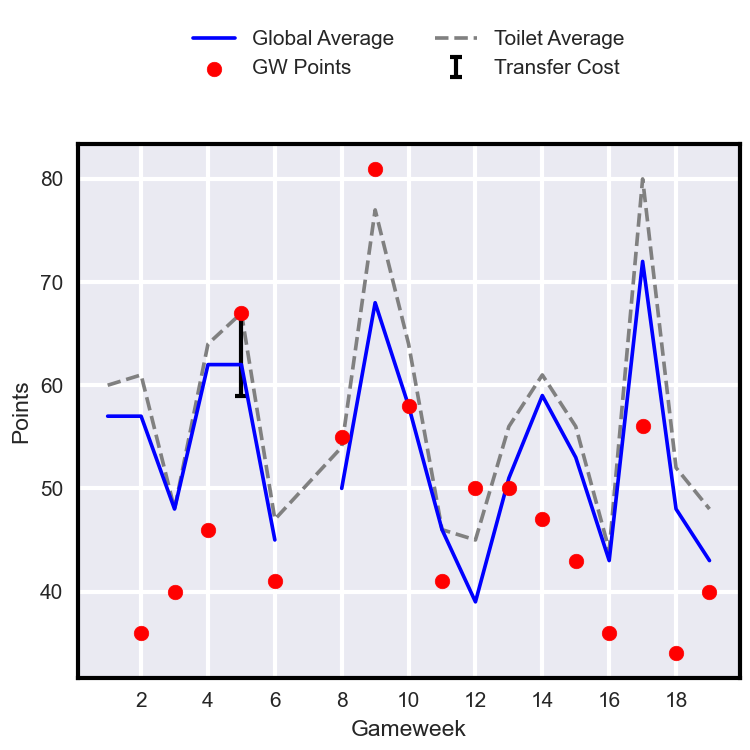 Global Average
Toilet Average
GW Points
Transfer Cost
80
70
60
50
40
Points
2 4 6 8 10 12 14 16 18
Gameweek